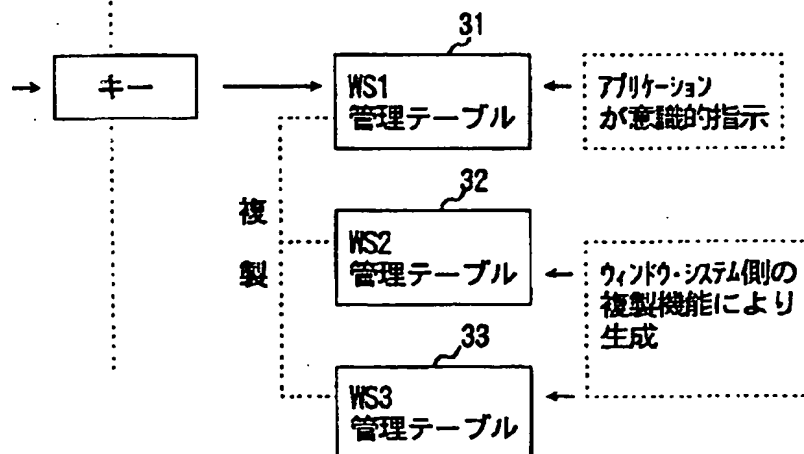 31
キー
WS1
管理テーブル
アプリケーション
が意識的指示
複
製
32
WS2
管理テーブル
ウィンドウ・システム側の
複製機能により
生成
33
WS3
管理テーブル